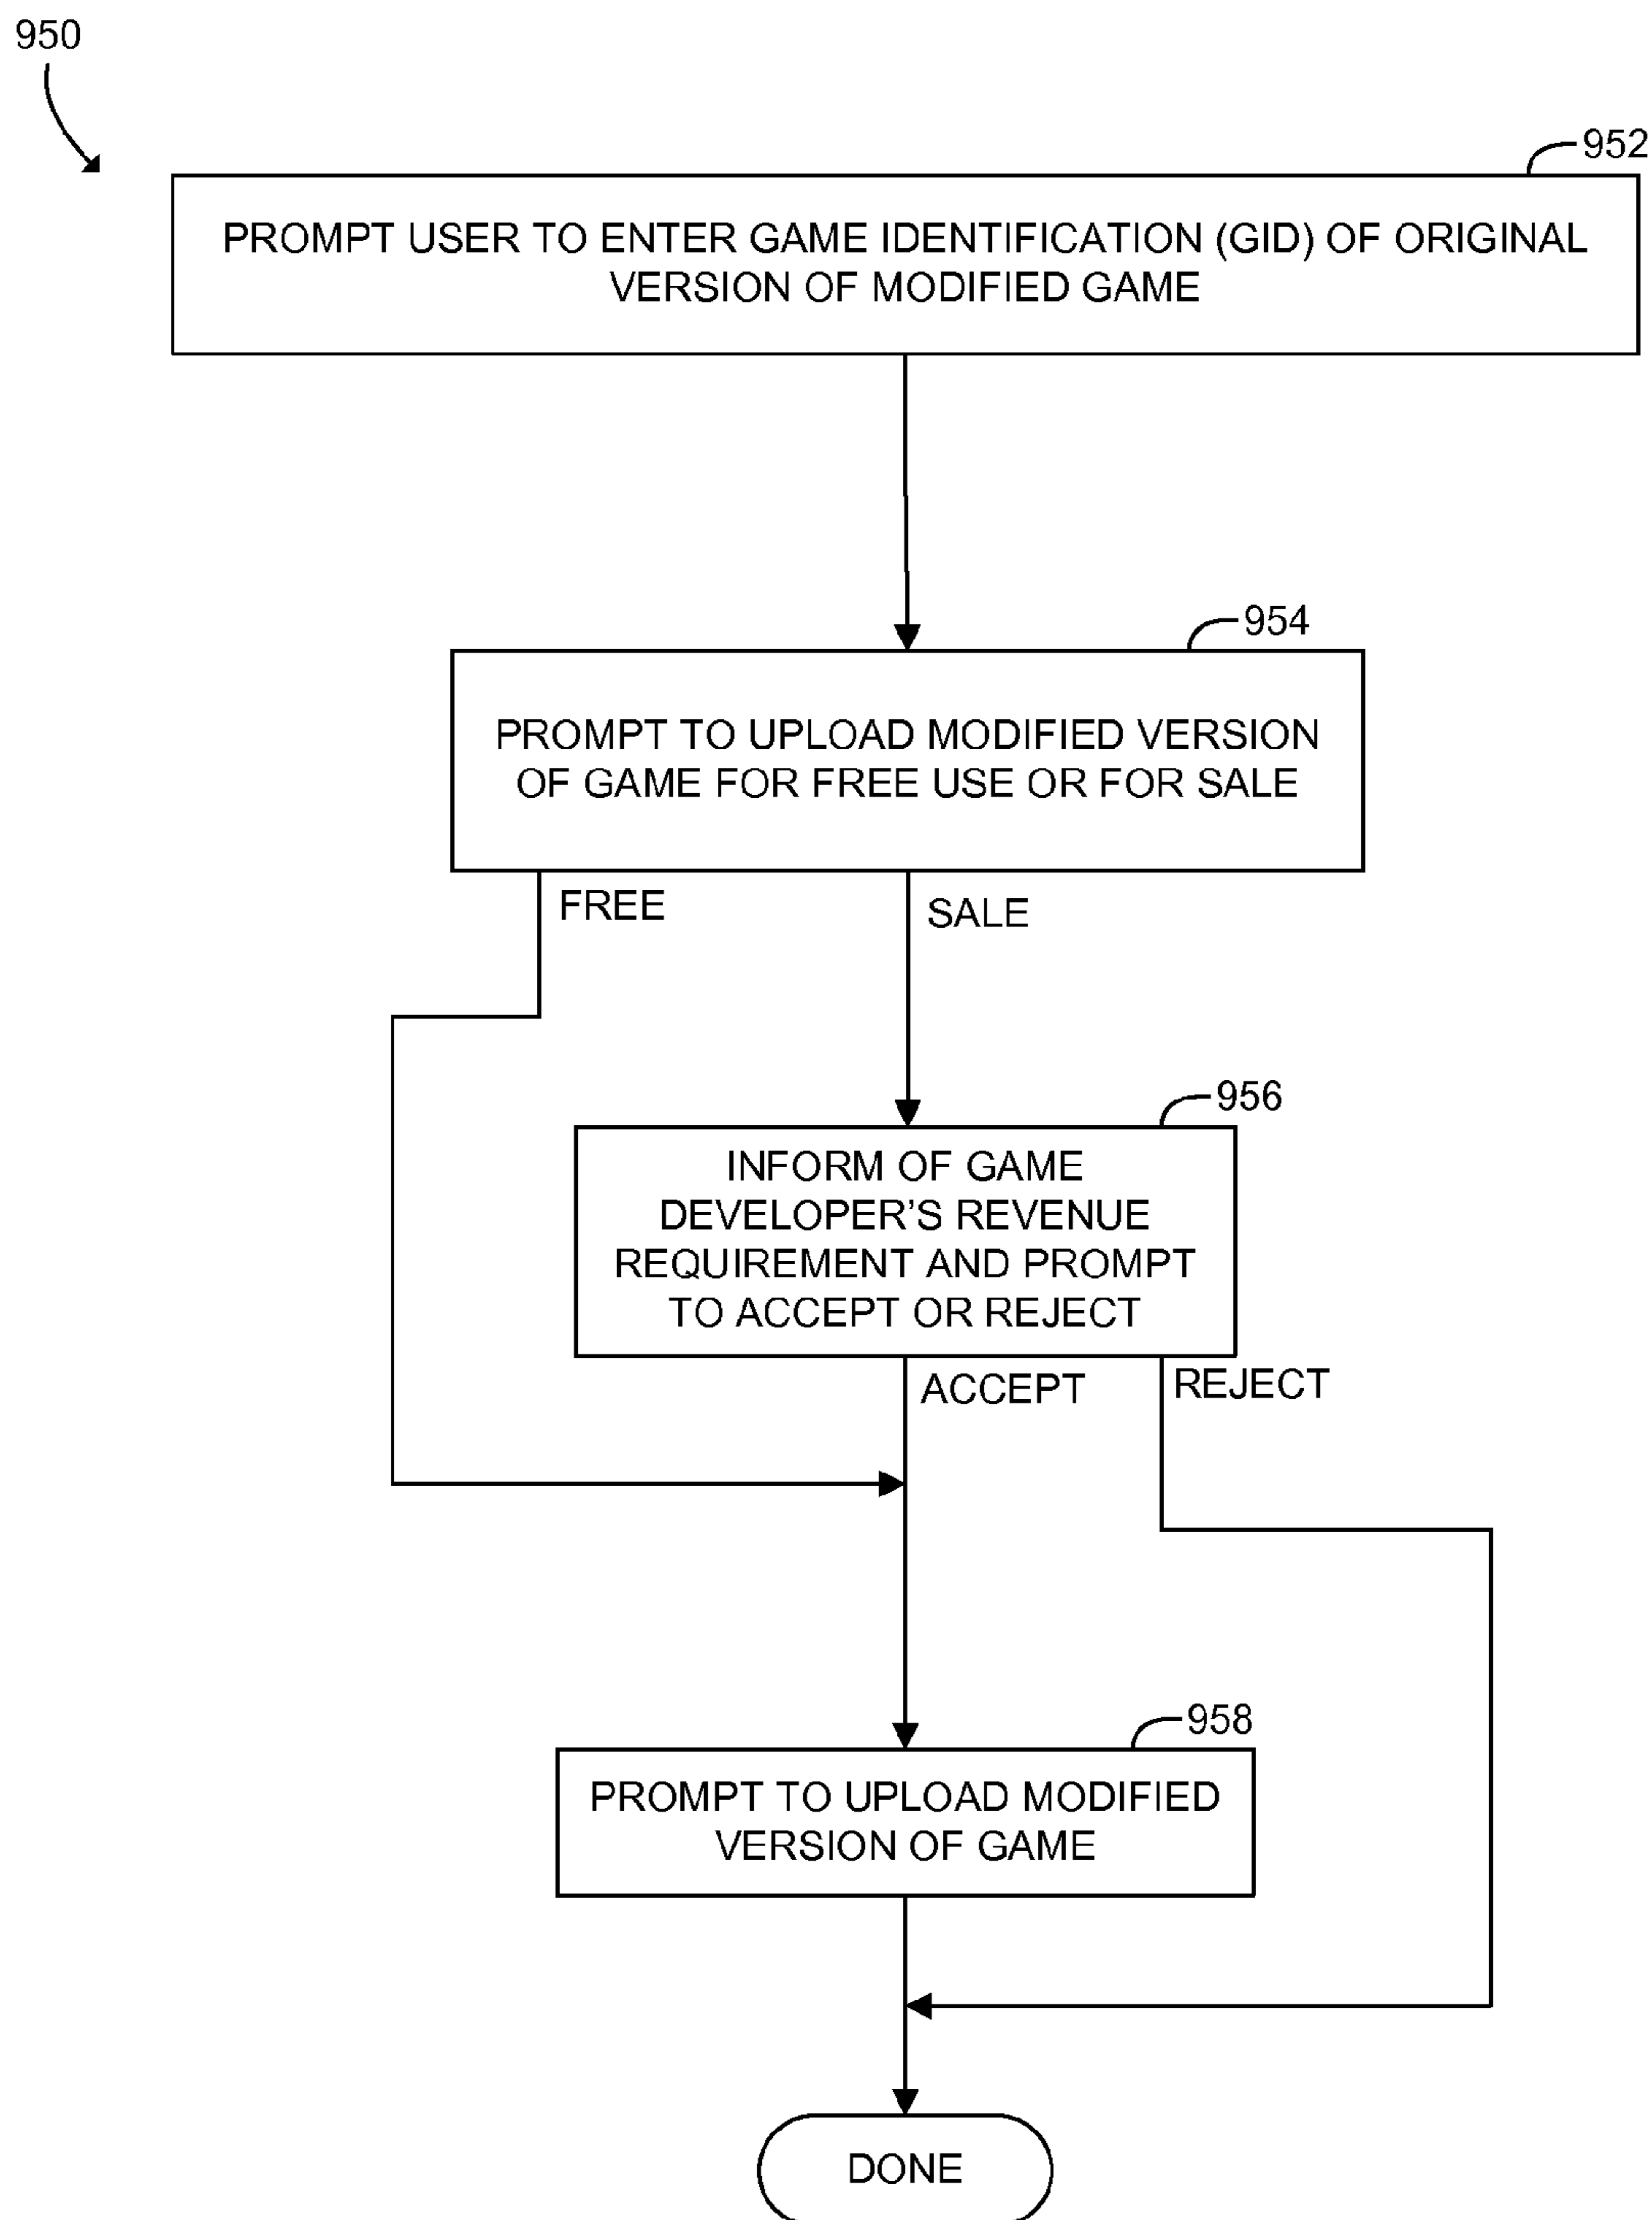 950
952
PROMPT USER TO ENTER GAME IDENTIFICATION (GID) OF ORIGINAL
VERSION OF MODIFIED GAME
954
PROMPT TO UPLOAD MODIFIED VERSION
OF GAME FOR FREE USE OR FOR SALE
FREE
SALE
956
INFORM OF GAME
DEVELOPER'S REVENUE
REQUIREMENT AND PROMPT
TO ACCEPT OR REJECT
ACCEPT
REJECT
958
PROMPT TO UPLOAD MODIFIED
VERSION OF GAME
DONE